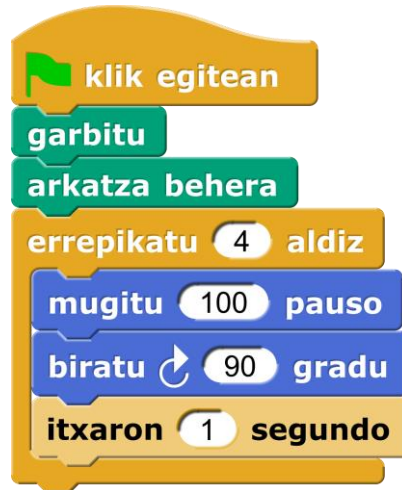 klik egitean
garbitu
arkatza behera
errepikatu 4 aldiz
mugitu 100 pauso
biratu 90 gradu
itxaron 1 segundo